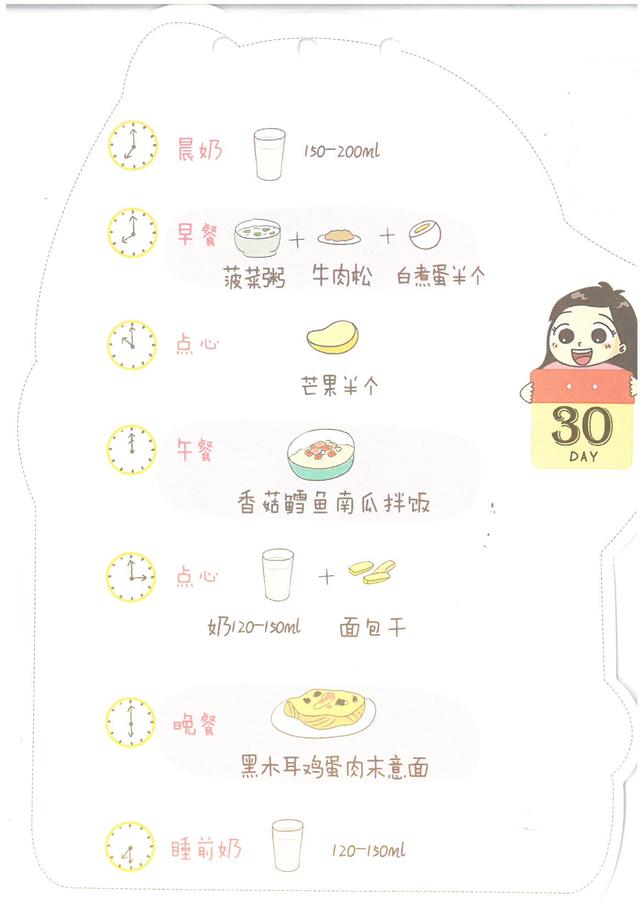 晨奶 150-200ml
早餐
菠菜粥 牛肉松 白煮蛋半个
点心
芒果半个
午餐
香菇鳕鱼南瓜拌饭
点心
奶120-150ml 面包干
晚餐
黑木耳鸡蛋肉末意面
睡前奶 120-150ml
30
DAY